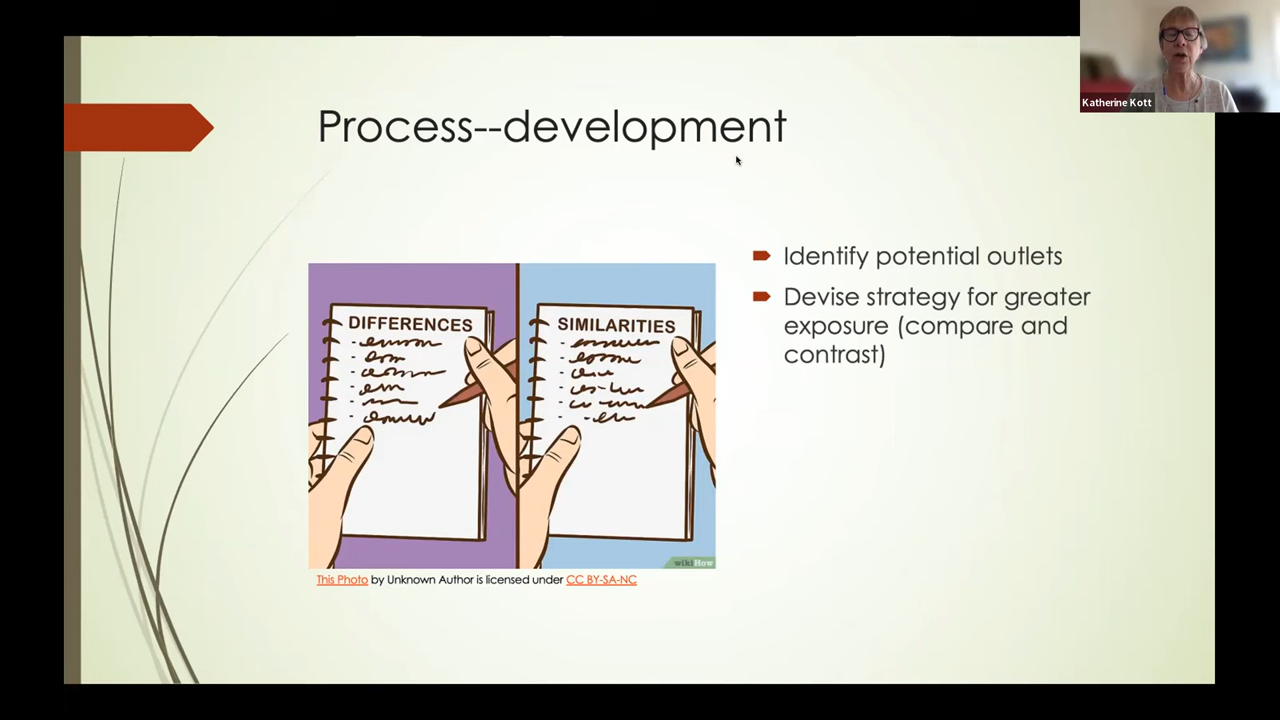 Katherine Kott
Process--development
Identify potential outlets
Devise strategy for greater
exposure (compare and
contrast)
DIFFERENCES
SIMILARITIES
wikiHow
This Photo by Unknown Author is licensed under CC BY-SA-NC